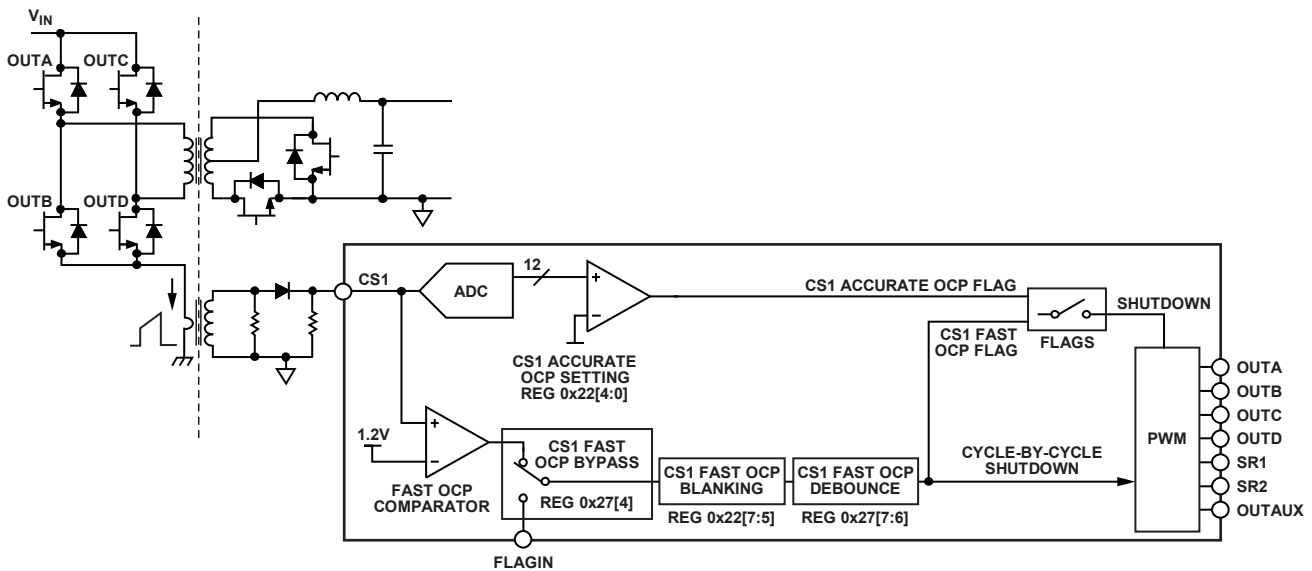 VIN
OUTA
OUTC
OUTB
OUTD
CS1
ADC
12
+
−
CS1 ACCURATE
OCP SETTING
REG 0x22[4:0]
CS1 ACCURATE OCP FLAG
CS1 FAST
OCP FLAG
FLAGS
SHUTDOWN
1.2V
+
−
FAST OCP
COMPARATOR
CS1 FAST
OCP BYPASS
REG 0x27[4]
FLAGIN
CS1 FAST OCP
BLANKING
REG 0x22[7:5]
CS1 FAST OCP
DEBOUNCE
REG 0x27[7:6]
CYCLE-BY-CYCLE
SHUTDOWN
PWM
OUTA
OUTB
OUTC
OUTD
SR1
SR2
OUTAUX